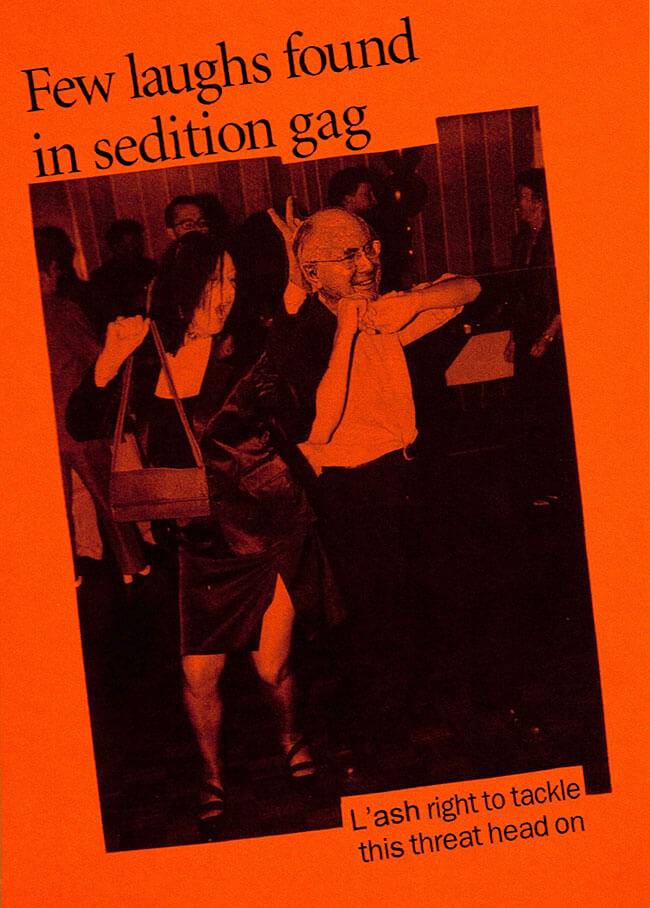 Few laughs found
in sedition gag
L'ash right to tackle
this threat head on